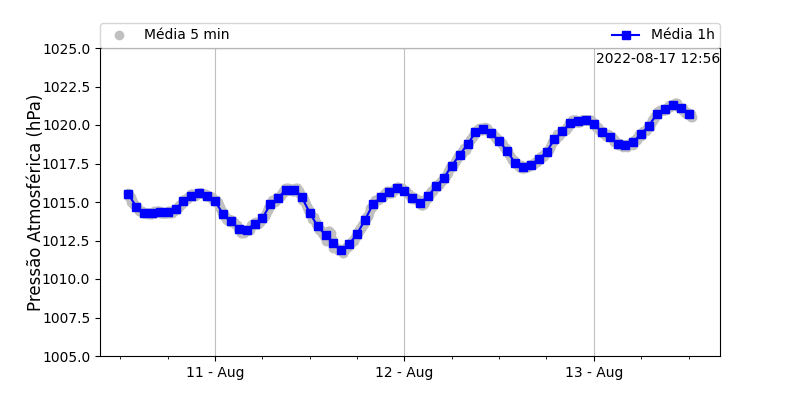 Média 5 min
Média 1h
2022-08-17 12:56
Pressão Atmosférica (hPa)
1025.0
1022.5
1020.0
1017.5
1015.0
1012.5
1010.0
1007.5
1005.0
11 - Aug
12 - Aug
13 - Aug